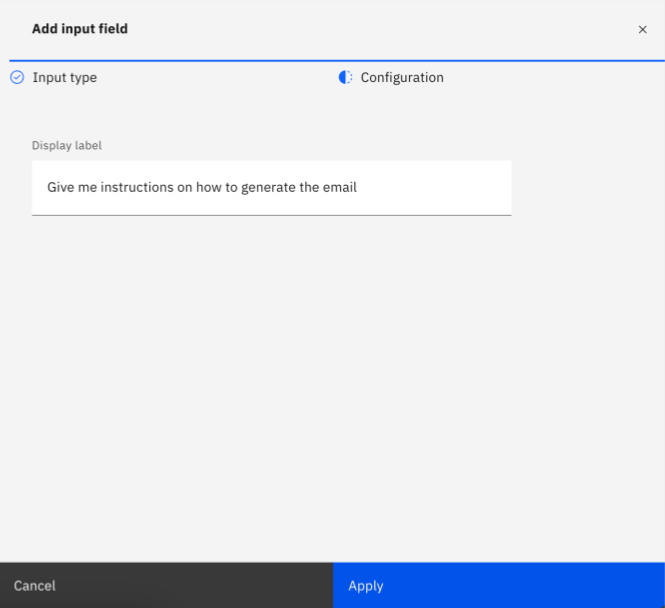 Add input field
Input type
Configuration
Display label
Give me instructions on how to generate the email
Cancel
Apply